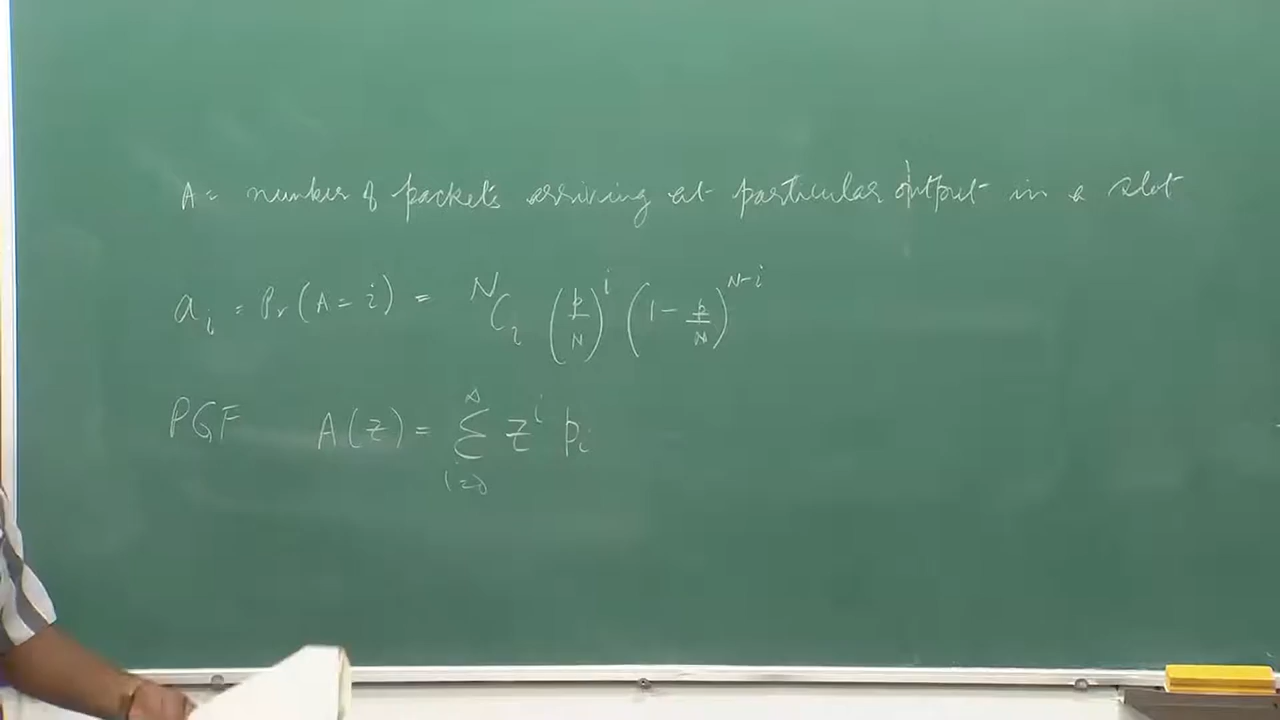 A = number of packets arriving at particular output in a slot
a_i = Pr(A = i) = ^N C_i (p/N)^i (1 - p/N)^{N-i}
PGF A(z) = Σ_{i=0} z^i p_i